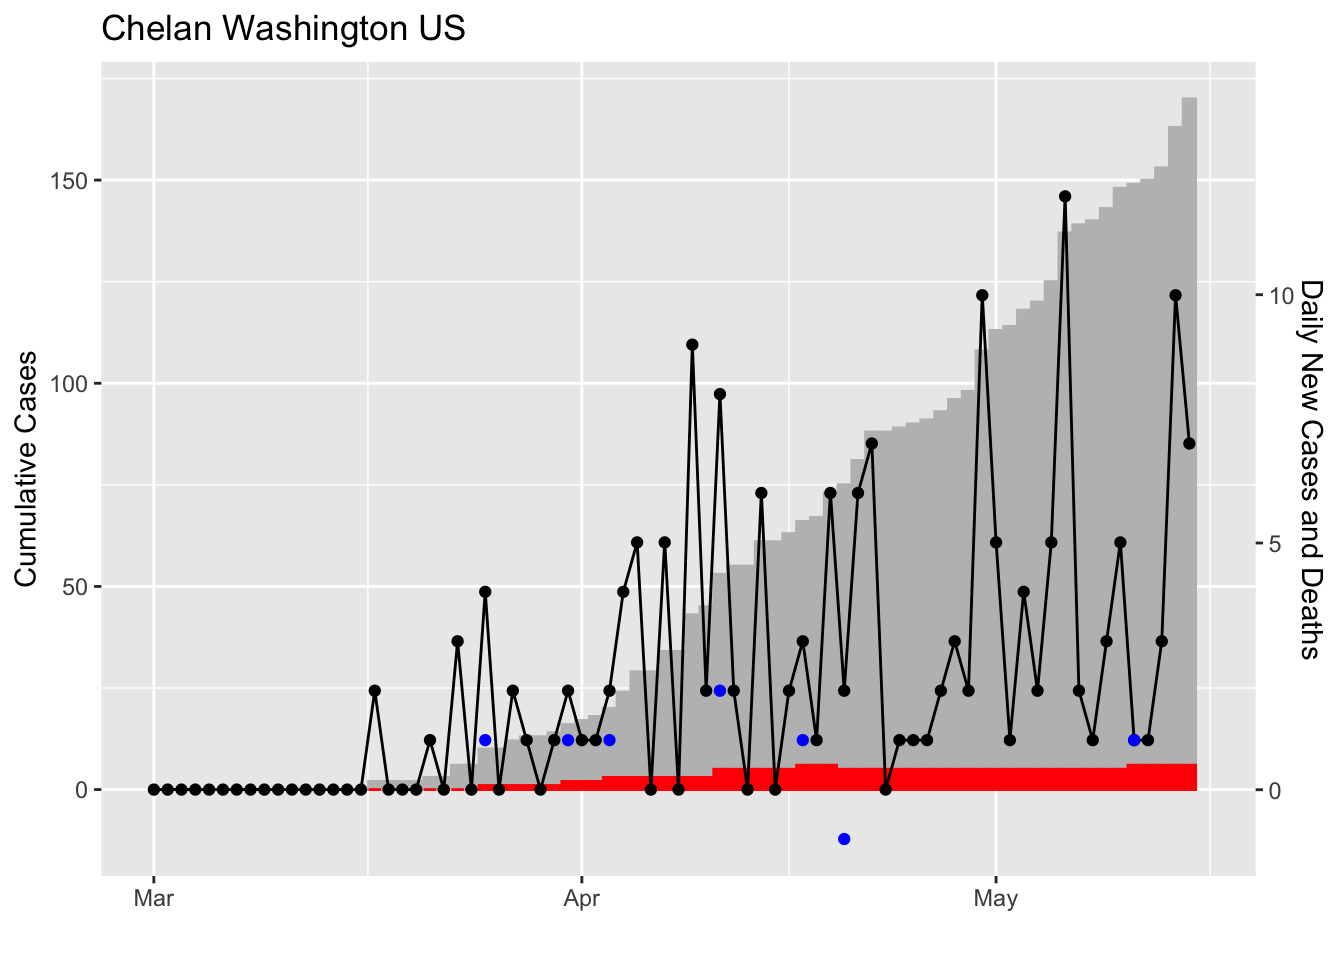 Chelan Washington US
Cumulative Cases
150
100
50
0
10
5
0
Daily New Cases and Deaths
Mar
Apr
May